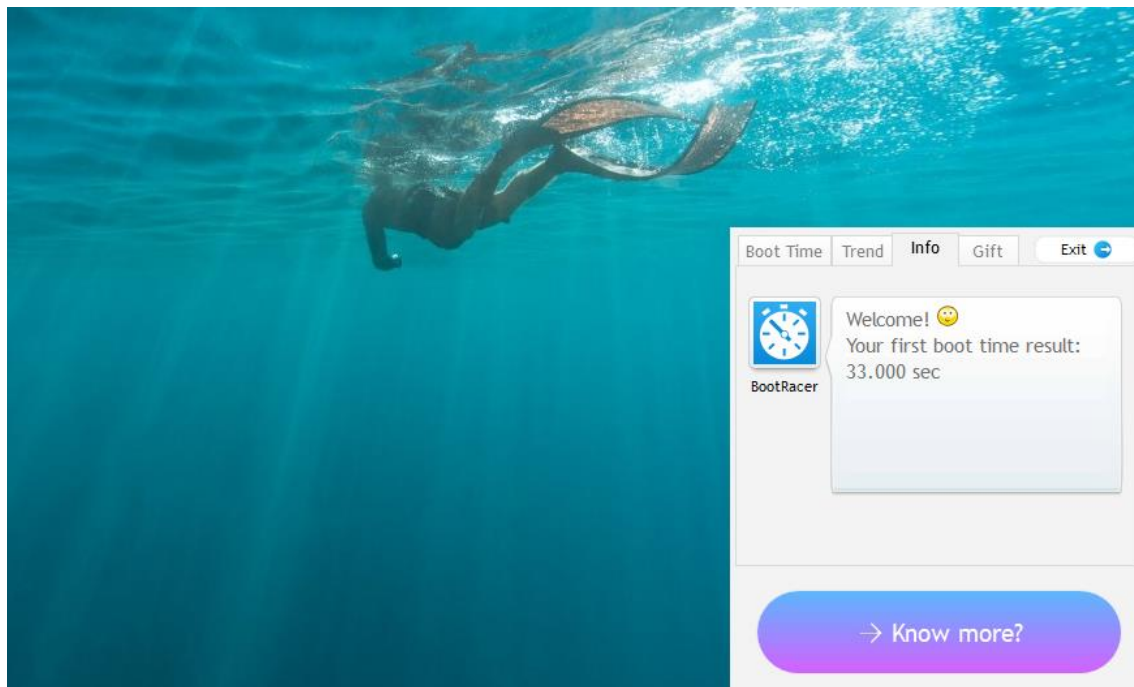 Boot Time Trend Info Gift Exit
Welcome!
Your first boot time result:
33.000 sec
BootRacer
→ Know more?